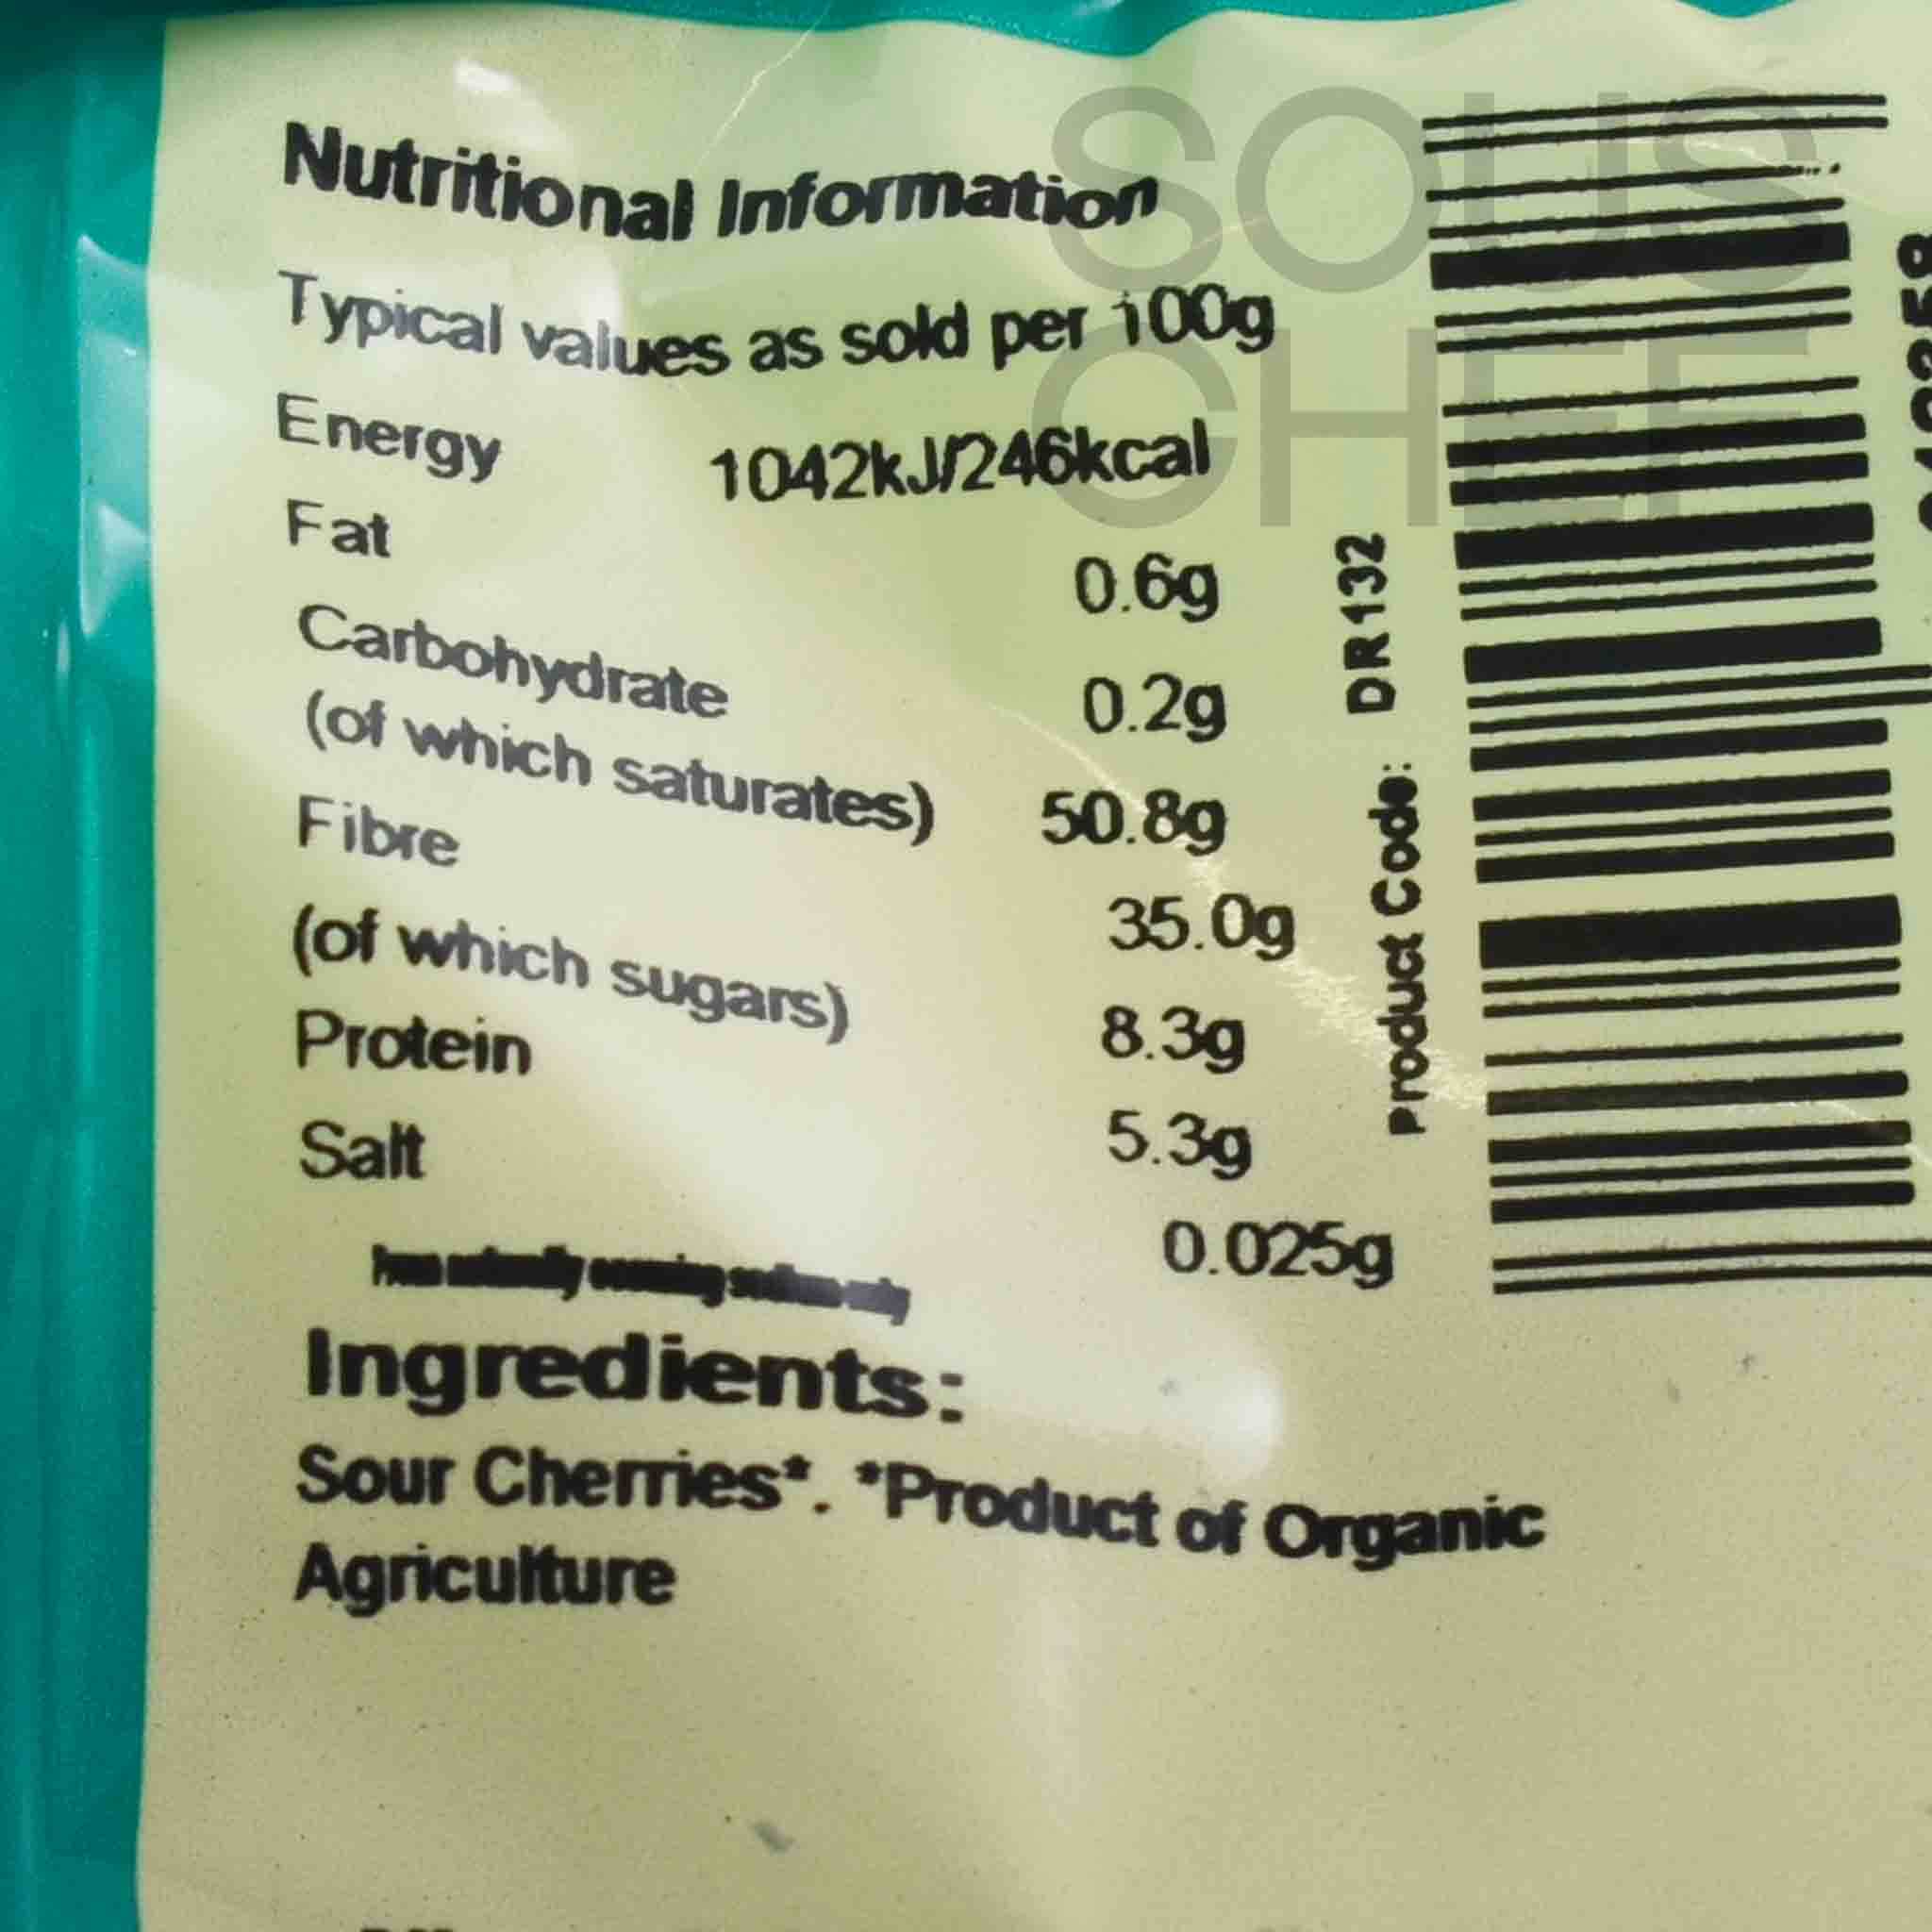 SOUS
CHEF
Nutritional Information
Typical values as sold per 100g
Energy 1042kJ/246kcal
Fat 0.6g
Carbohydrate 0.2g
(of which saturates) 50.8g
Fibre 35.0g
(of which sugars) 8.3g
Protein 5.3g
Salt 0.025g
Ingredients:
Sour Cherries*. *Product of Organic
Agriculture
Product Code: DR132